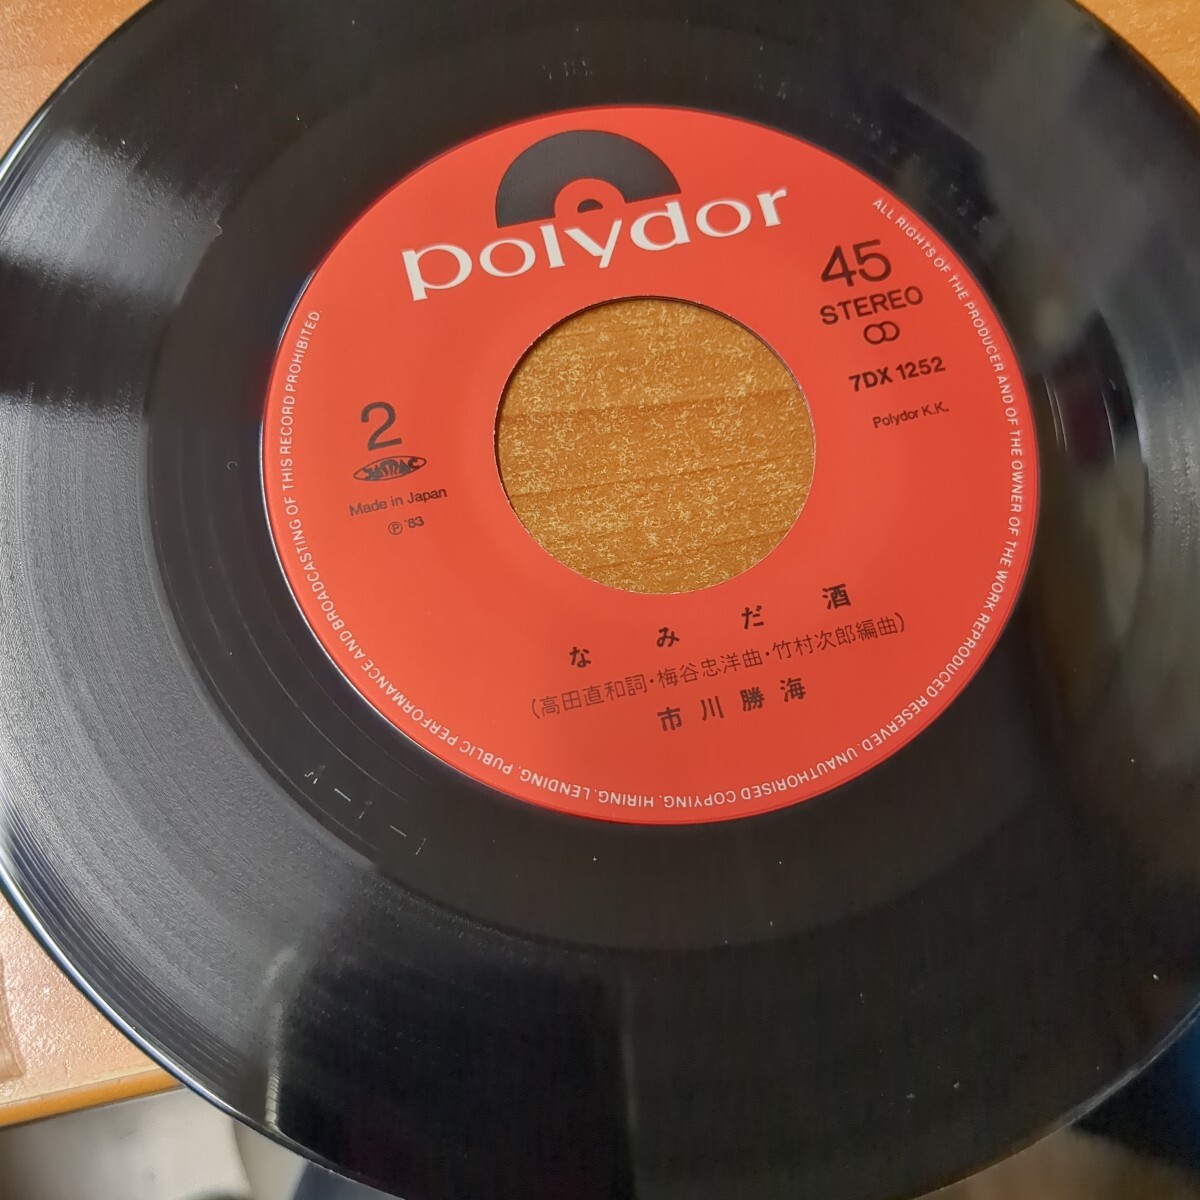 polydor
45
STEREO
7DX 1252
Polydor K.K.
2
JASRAC
Made in Japan
Ⓟ '83
なみだ酒
(高田直和詞・梅谷忠洋曲・竹村次郎編曲)
市川勝海
ALL RIGHTS OF THE PRODUCER AND OF THE OWNER OF THE WORK REPRODUCED RESERVED. UNAUTHORISED COPYING. HIRING. LENDING. PUBLIC PERFORMANCE AND BROADCASTING OF THIS RECORD PROHIBITED.